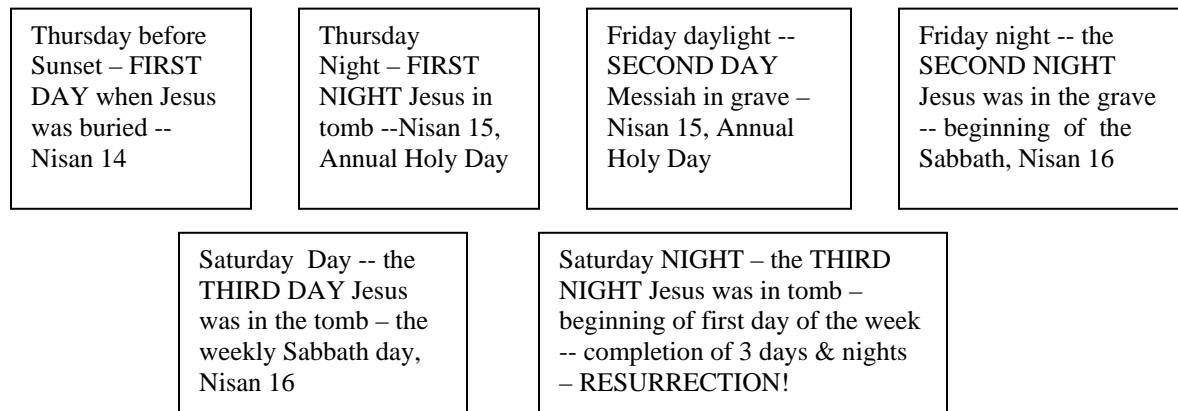 Thursday before
Sunset – FIRST
DAY when Jesus
was buried --
Nisan 14
Thursday
Night – FIRST
NIGHT Jesus in
tomb --Nisan 15,
Annual Holy Day
Friday daylight --
SECOND DAY
Messiah in grave –
Nisan 15, Annual
Holy Day
Friday night -- the
SECOND NIGHT
Jesus was in the grave
-- beginning of the
Sabbath, Nisan 16
Saturday Day -- the
THIRD DAY Jesus
was in the tomb – the
weekly Sabbath day,
Nisan 16
Saturday NIGHT – the THIRD
NIGHT Jesus was in tomb –
beginning of first day of the week
-- completion of 3 days & nights
– RESURRECTION!